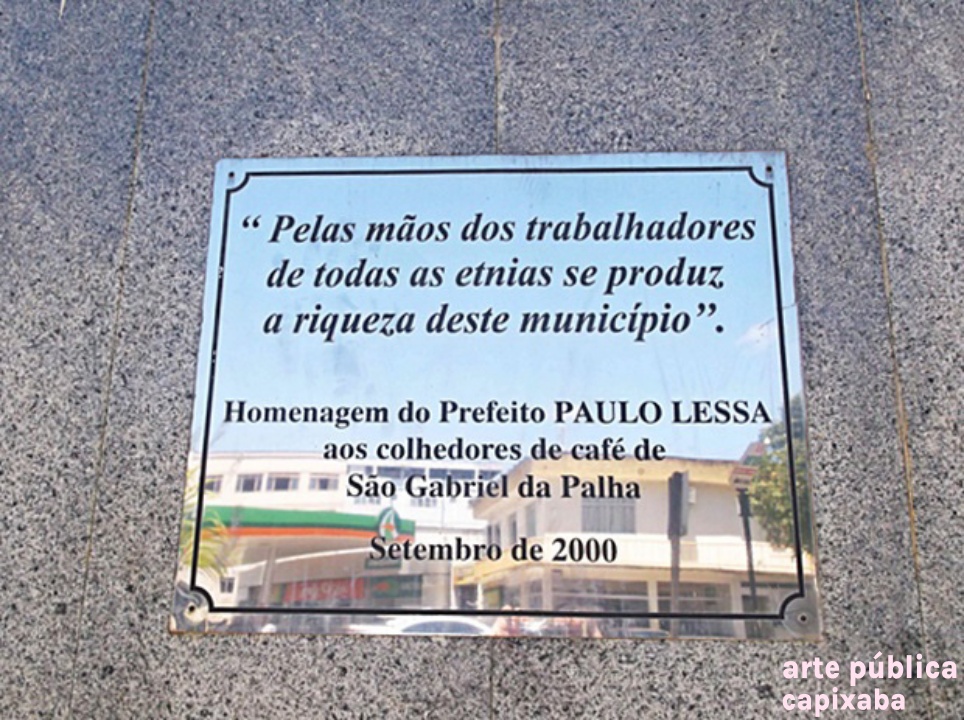 “ Pelas mãos dos trabalhadores
de todas as etnias se produz
a riqueza deste município”.
Homenagem do Prefeito PAULO LESSA
aos colhedores de café de
São Gabriel da Palha
Setembro de 2000
arte pública
capixaba